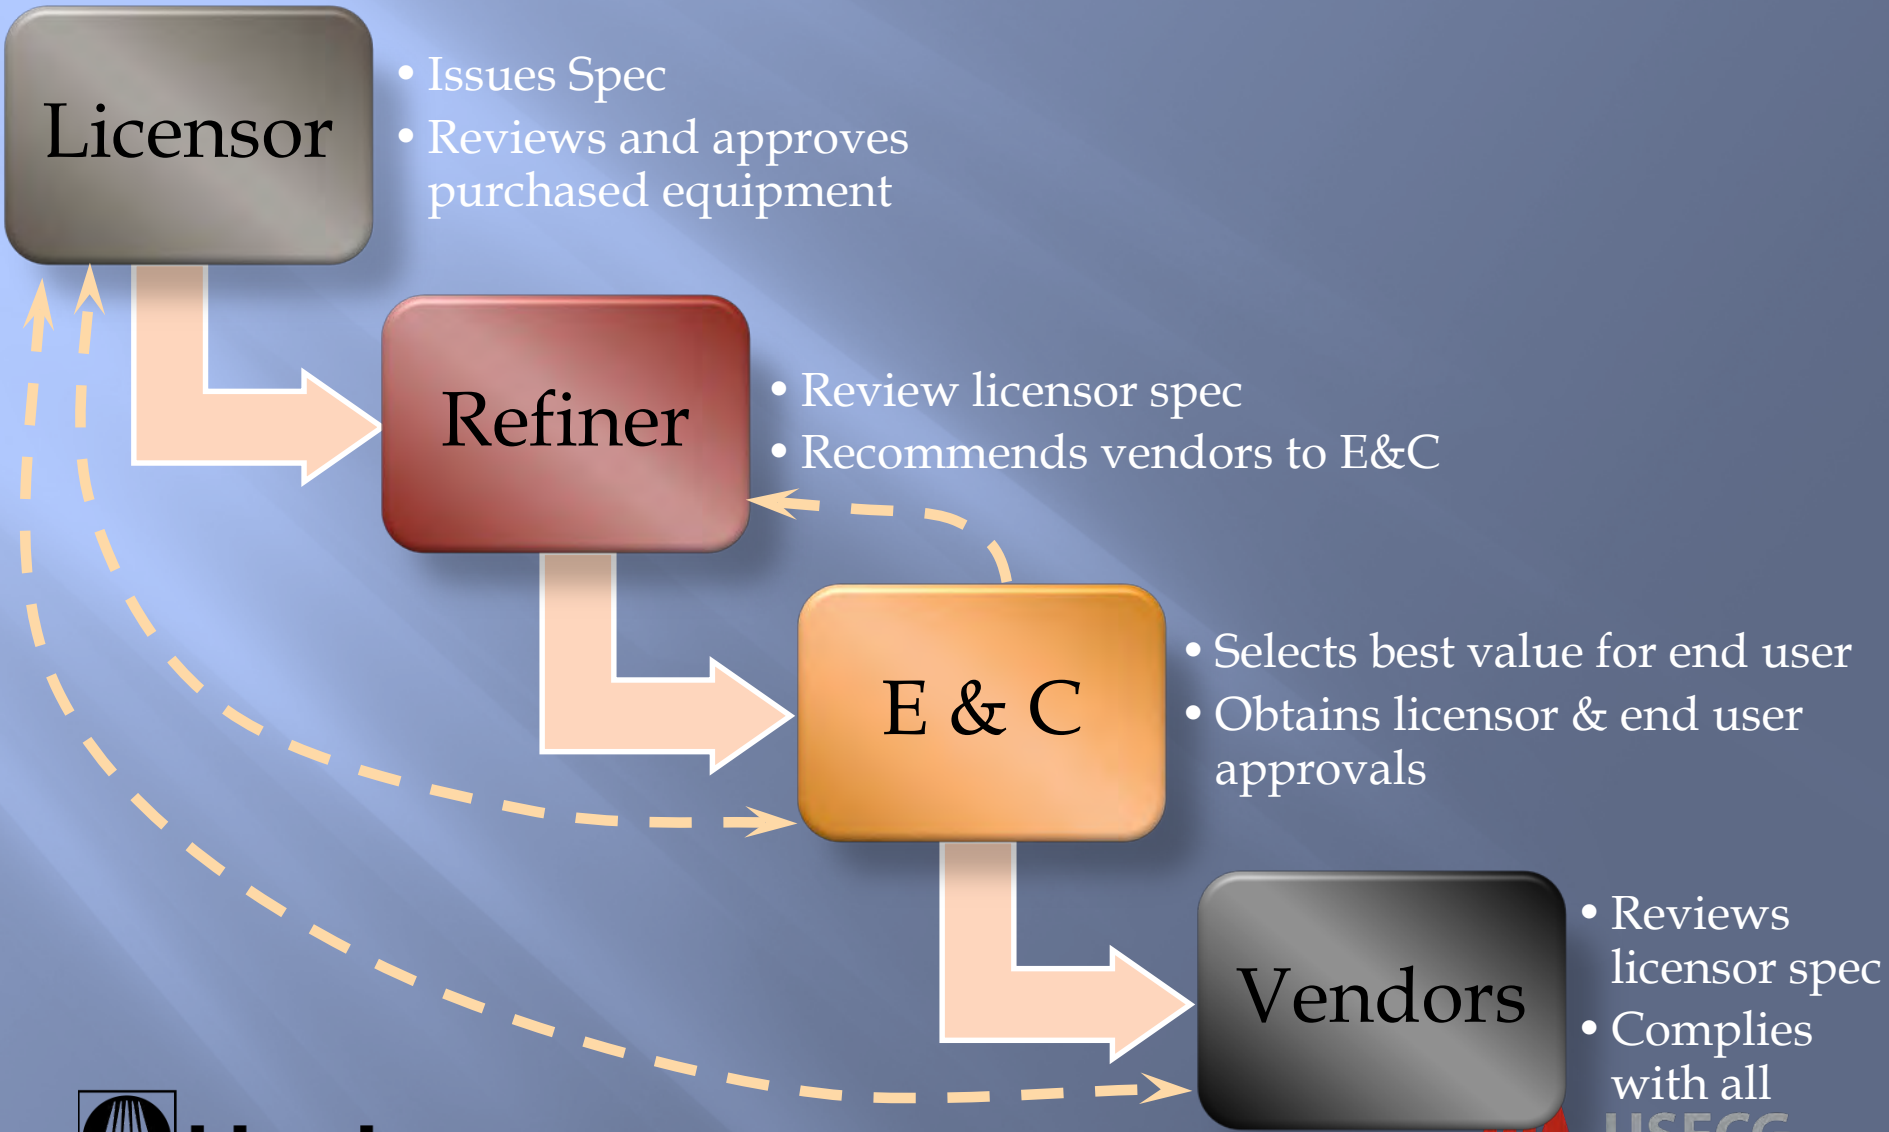 Licensor
• Issues Spec
• Reviews and approves
purchased equipment
Refiner
• Review licensor spec
• Recommends vendors to E&C
E & C
• Selects best value for end user
• Obtains licensor & end user
approvals
Vendors
• Reviews
licensor spec
• Complies
with all